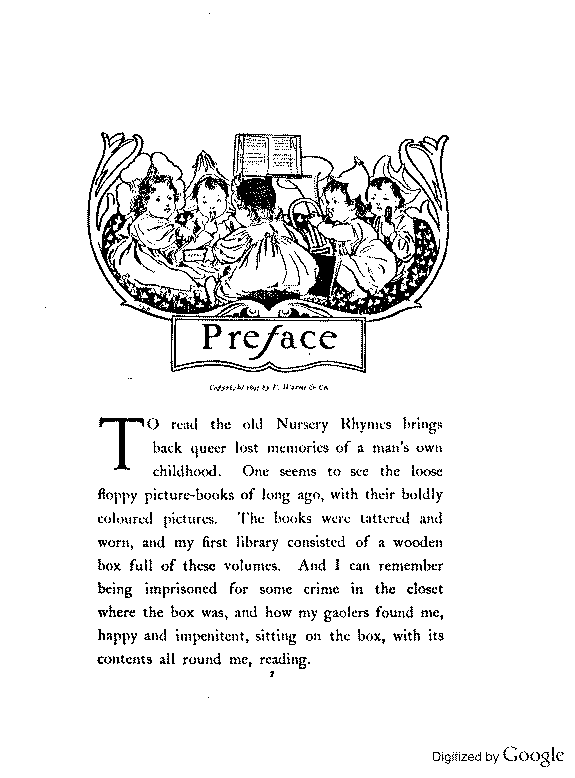 Preface
Copyright 1897 by F. Warne & Co.
TO read the old Nursery Rhymes brings
back queer lost memories of a man's own
childhood. One seems to see the loose
floppy picture-books of long ago, with their boldly
coloured pictures. The books were tattered and
worn, and my first library consisted of a wooden
box full of these volumes. And I can remember
being imprisoned for some crime in the closet
where the box was, and how my gaolers found me,
happy and impenitent, sitting on the box, with its
contents all round me, reading.
7
Digitized by Google